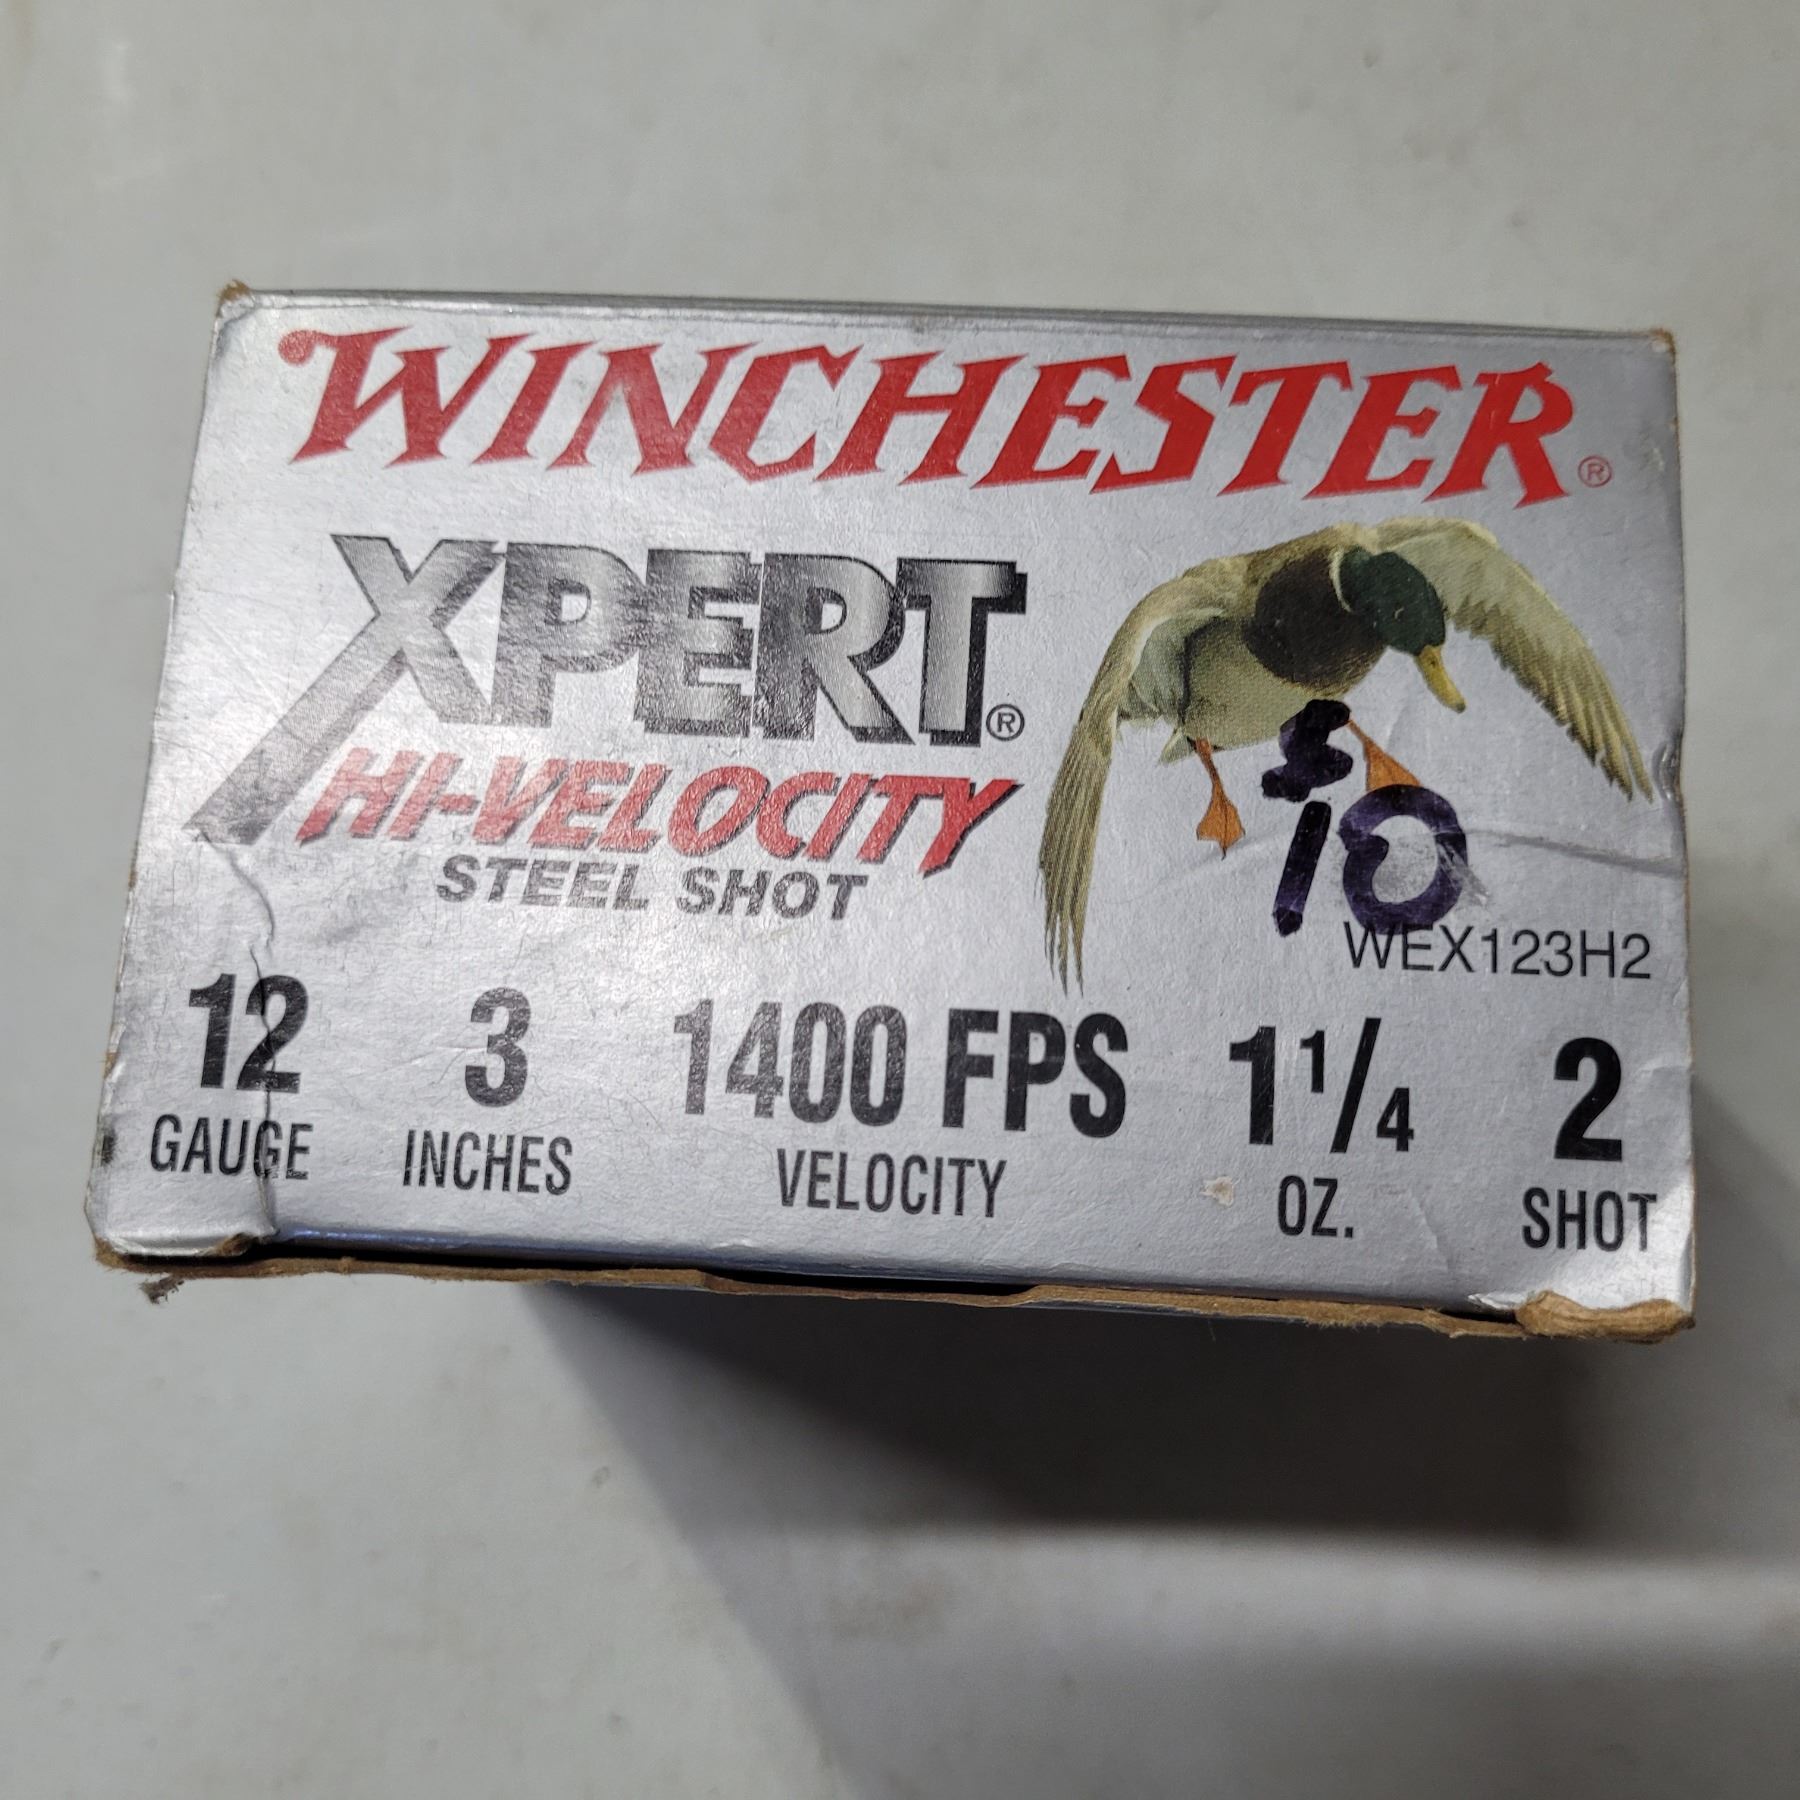 WINCHESTER®
XPERT®
HI-VELOCITY
STEEL SHOT
$
10
WEX123H2
12 3 1400 FPS 1 1/4 2
GAUGE INCHES VELOCITY OZ. SHOT